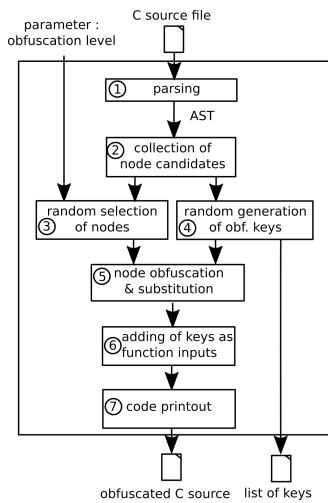 C source file
parameter :
obfuscation level
1 parsing
AST
2 collection of
node candidates
random selection
3 of nodes
random generation
4 of obf. keys
5 node obfuscation
& substitution
adding of keys as
6 function inputs
7 code printout
obfuscated C source
list of keys